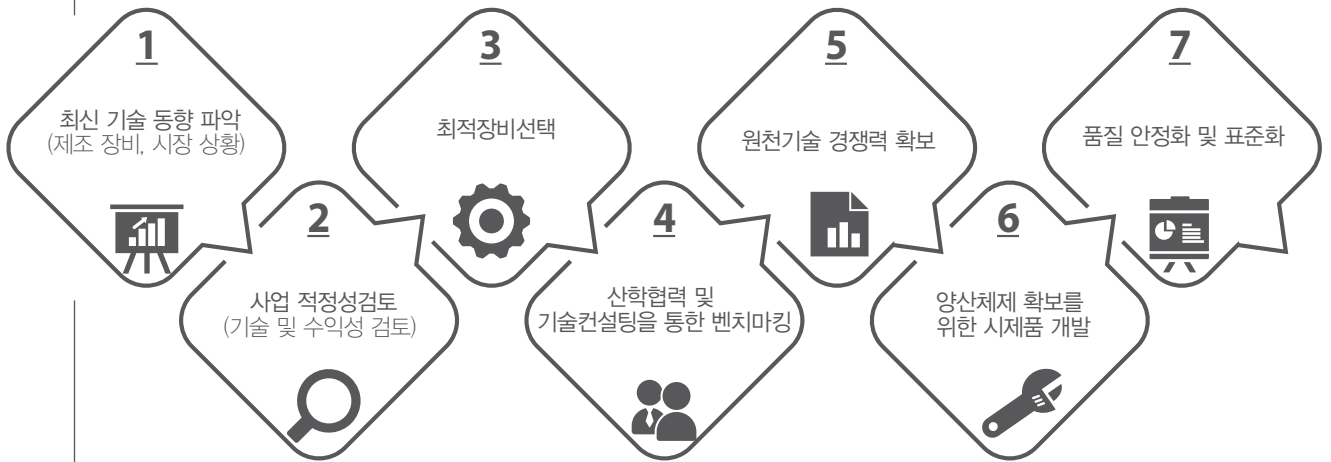 1
최신 기술 동향 파악
(제조 장비, 시장 상황)
2
사업 적정성검토
(기술 및 수익성 검토)
3
최적장비선택
4
산학협력 및
기술컨설팅을 통한 벤치마킹
5
원천기술 경쟁력 확보
6
양산체제 확보를
위한 시제품 개발
7
품질 안정화 및 표준화